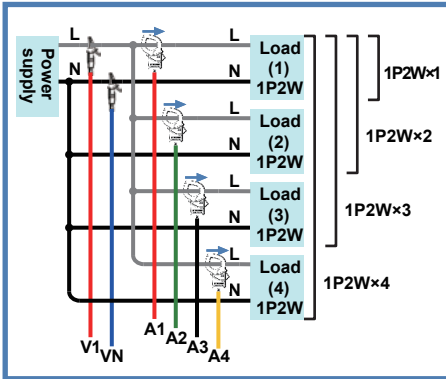 Power supply
L
N
L
N
Load
(1)
1P2W
L
N
Load
(2)
1P2W
L
N
Load
(3)
1P2W
L
N
Load
(4)
1P2W
1P2W×1
1P2W×2
1P2W×3
1P2W×4
V1
VN
A1
A2
A3
A4